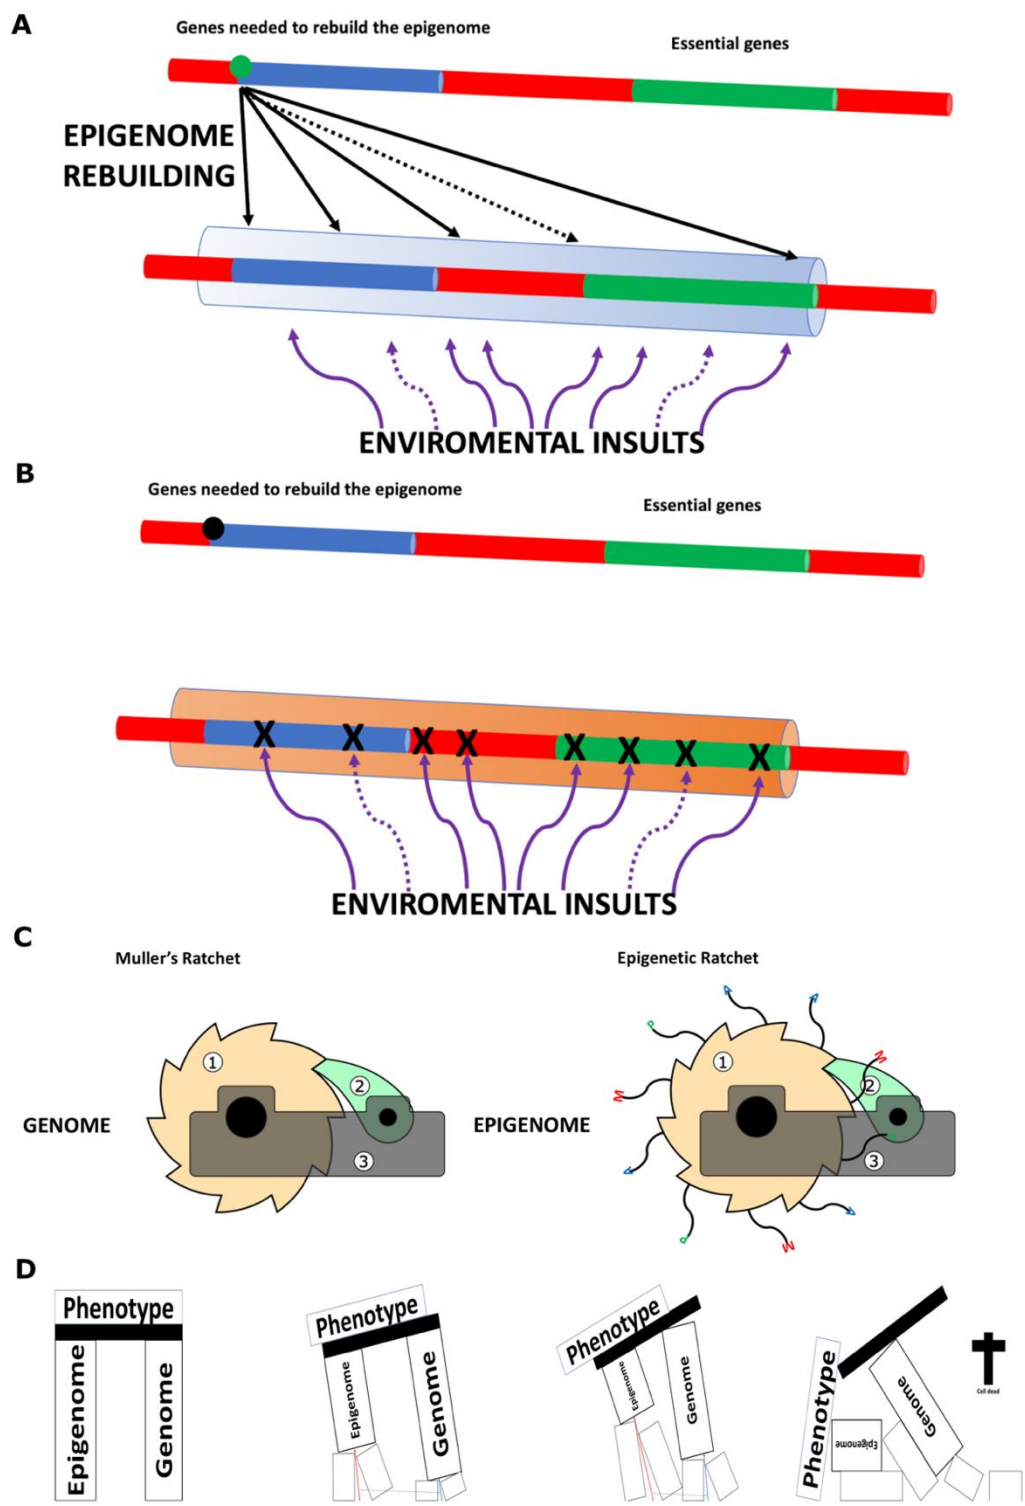 A
Genes needed to rebuild the epigenome
Essential genes
EPIGENOME
REBUILDING
ENVIROMENTAL INSULTS
B
Genes needed to rebuild the epigenome
Essential genes
X X X X X X X X
ENVIROMENTAL INSULTS
C
Muller's Ratchet
Epigenetic Ratchet
1
2
3
GENOME
A
A
P
M
M
1
2
3
EPIGENOME
A
A
P
M
D
Phenotype
Epigenome
Genome
Phenotype
Epigenome
Genome
Phenotype
Epigenome
Genome
Phenotype
Epigenome
Genome
Cell dead